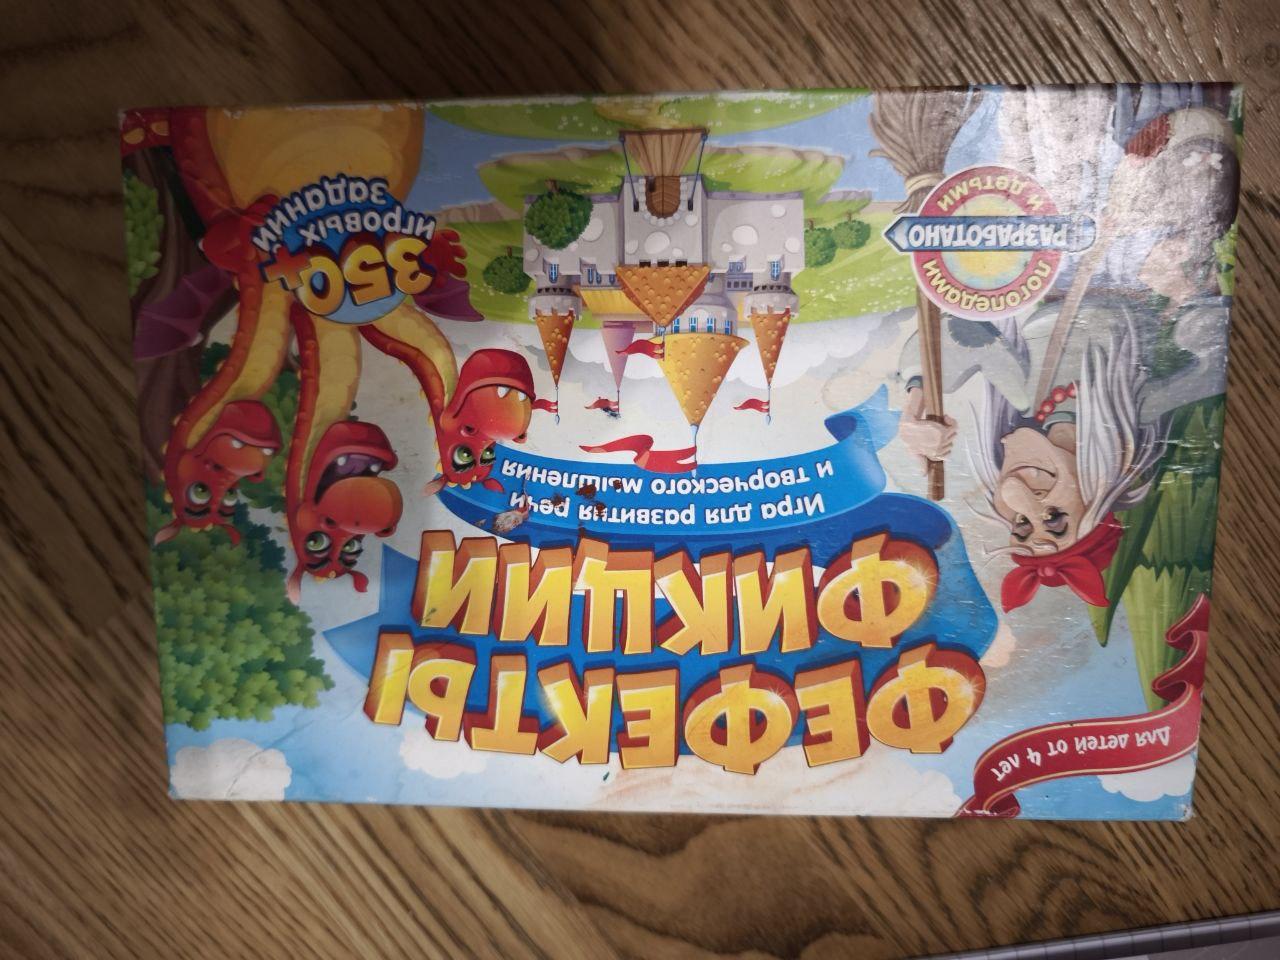 Для детей от 4 лет
ФЕФЕКТЫ
ФИКЦИИ
Игра для развития речи
и творческого мышления
РАЗРАБОТАНО
логопедами
и детьми
350+
игровых
заданий